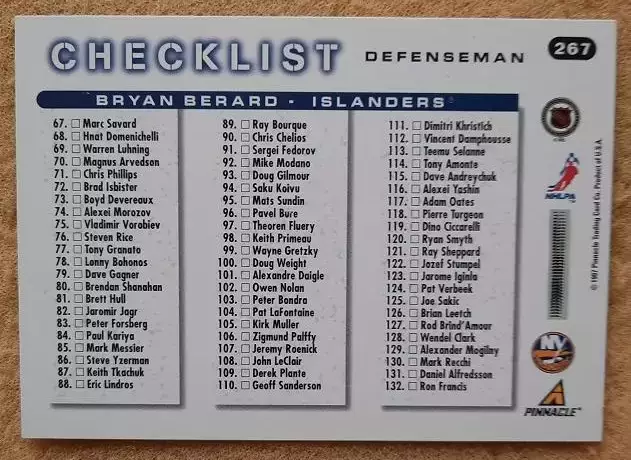 CHECKLIST DEFENSEMAN 267
BRYAN BERARD - ISLANDERS
67. Marc Savard
68. Hnat Domenichelli
69. Warren Luhning
70. Magnus Arvedson
71. Chris Phillips
72. Brad Isbister
73. Boyd Devereaux
74. Alexei Morozov
75. Vladimir Vorobiev
76. Steven Rice
77. Tony Granato
78. Lonny Bohonos
79. Dave Gagner
80. Brendan Shanahan
81. Brett Hull
82. Jaromir Jagr
83. Peter Forsberg
84. Paul Kariya
85. Mark Messier
86. Steve Yzerman
87. Keith Tkachuk
88. Eric Lindros
89. Ray Bourque
90. Chris Chelios
91. Sergei Fedorov
92. Mike Modano
93. Doug Gilmour
94. Saku Koivu
95. Mats Sundin
96. Pavel Bure
97. Theoren Fluery
98. Keith Primeau
99. Wayne Gretzky
100. Doug Weight
101. Alexandre Daigle
102. Owen Nolan
103. Peter Bondra
104. Pat LaFontaine
105. Kirk Muller
106. Zigmund Palffy
107. Jeremy Roenick
108. John LeClair
109. Derek Plante
110. Geoff Sanderson
111. Dimitri Khristich
112. Vincent Damphousse
113. Teemu Selanne
114. Tony Amonte
115. Dave Andreychuk
116. Alexei Yashin
117. Adam Oates
118. Pierre Turgeon
119. Dino Ciccarelli
120. Ryan Smyth
121. Ray Sheppard
122. Jozef Stumpel
123. Jarome Iginla
124. Pat Verbeek
125. Joe Sakic
126. Brian Leetch
127. Rod Brind'Amour
128. Wendel Clark
129. Alexander Mogilny
130. Mark Recchi
131. Daniel Alfredsson
132. Ron Francis
NHL
NHLPA
© 1997 Pinnacle Trading Card Co. Product of U.S.A.
NY
PINNACLE